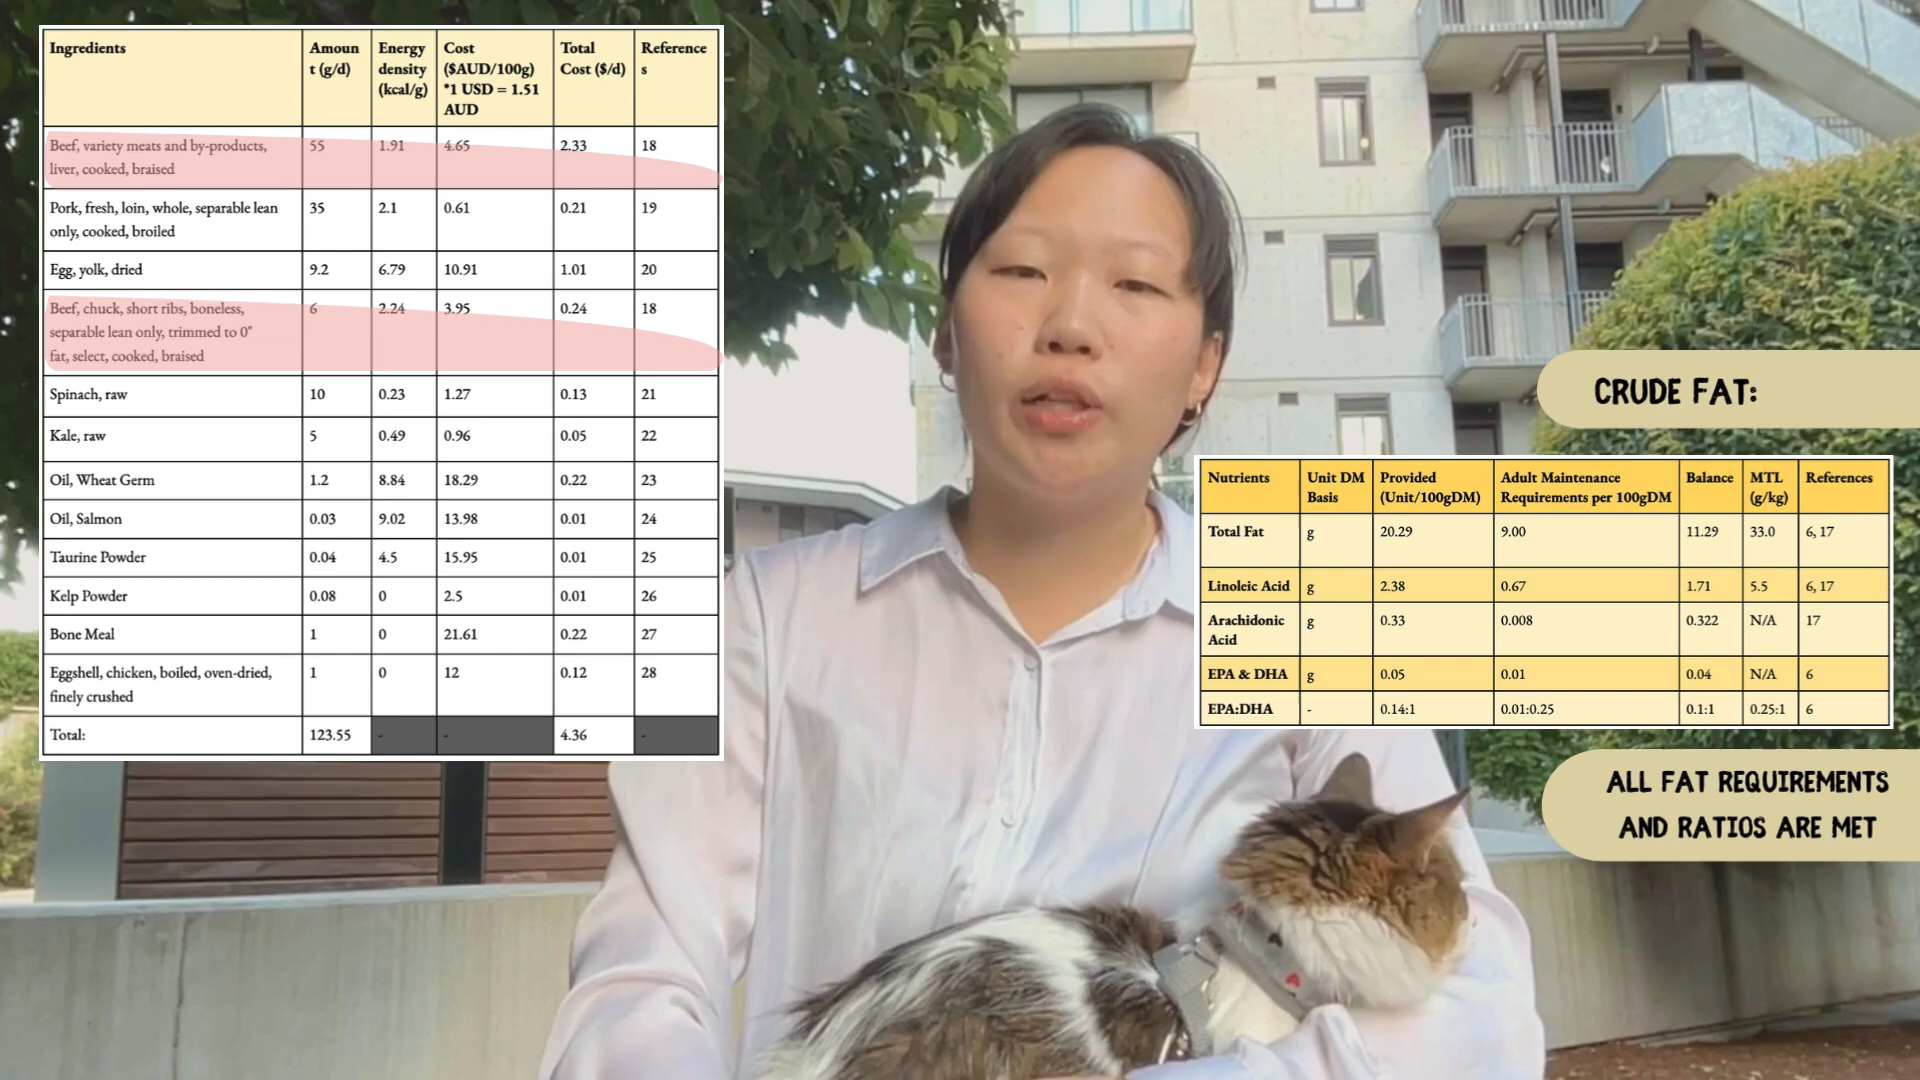 Ingredients Amoun Energy Cost Total Reference
t (g/d) density ($AUD/100g) Cost ($/d) s
(kcal/g) *1 USD = 1.51
AUD
Beef, variety meats and by-products, 55 1.91 4.65 2.33 18
liver, cooked, braised
Pork, fresh, loin, whole, separable lean 35 2.1 0.61 0.21 19
only, cooked, broiled
Egg, yolk, dried 9.2 6.79 10.91 1.01 20
Beef, chuck, short ribs, boneless, 6 2.24 3.95 0.24 18
separable lean only, trimmed to 0"
fat, select, cooked, braised
Spinach, raw 10 0.23 1.27 0.13 21
Kale, raw 5 0.49 0.96 0.05 22
Oil, Wheat Germ 1.2 8.84 18.29 0.22 23
Oil, Salmon 0.03 9.02 13.98 0.01 24
Taurine Powder 0.04 4.5 15.95 0.01 25
Kelp Powder 0.08 0 2.5 0.01 26
Bone Meal 1 0 21.61 0.22 27
Eggshell, chicken, boiled, oven-dried, 1 0 12 0.12 28
finely crushed
Total: 123.55 - - 4.36 -
CRUDE FAT:
Nutrients Unit DM Provided Adult Maintenance Balance MTL References
Basis (Unit/100gDM) Requirements per 100gDM (g/kg)
Total Fat g 20.29 9.00 11.29 33.0 6, 17
Linoleic Acid g 2.38 0.67 1.71 5.5 6, 17
Arachidonic g 0.33 0.008 0.322 N/A 17
Acid
EPA & DHA g 0.05 0.01 0.04 N/A 6
EPA:DHA - 0.14:1 0.01:0.25 0.1:1 0.25:1 6
ALL FAT REQUIREMENTS
AND RATIOS ARE MET